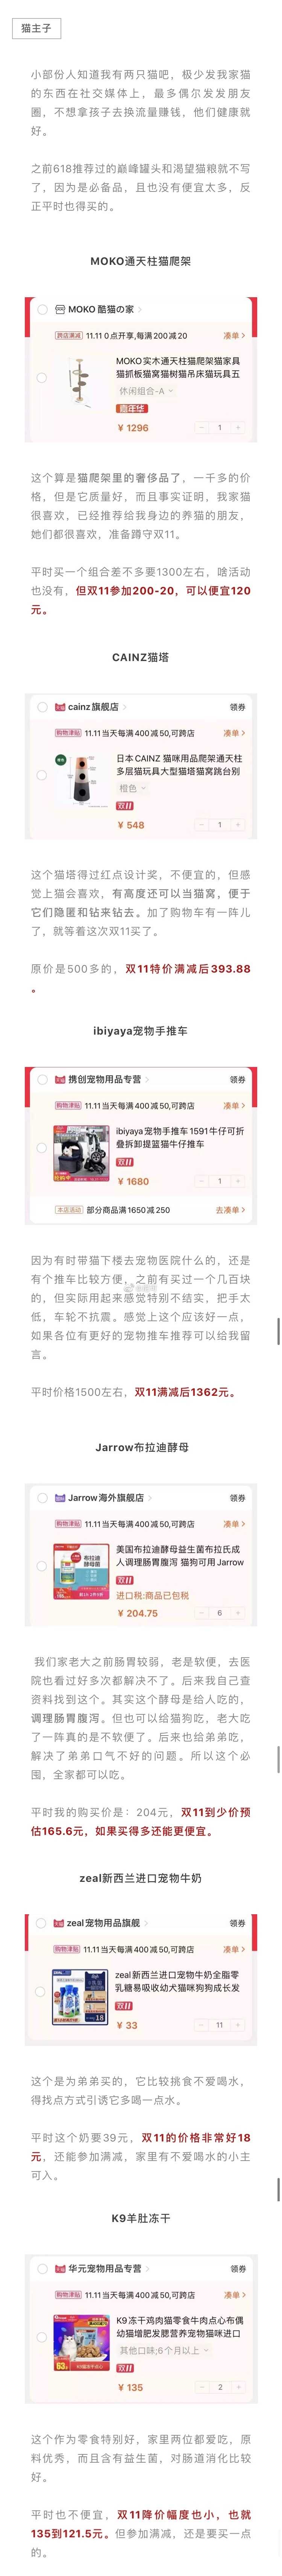 猫主子
小部份人知道我有两只猫吧，极少发我家猫
的东西在社交媒体上，最多偶尔发发朋友
圈，不想拿孩子去换流量赚钱，他们健康就
好。
之前618推荐过的巅峰罐头和渴望猫粮就不写
了，因为是必备品，且也没有便宜太多，反
正平时也得买的。
MOKO通天柱猫爬架
MOKO 酷猫の家
跨店满减 11.11 0点开享,每满200减20 凑单
MOKO实木通天柱猫爬架猫家具
猫抓板猫窝猫树猫吊床猫玩具五
休闲组合-A
嘉年华
¥ 1296
- 1 +
这个算是猫爬架里的奢侈品了，一千多的价
格，但是它质量好，而且事实证明，我家猫
很喜欢，已经推荐给我身边的养猫的朋友，
她们都很喜欢，准备蹲守双11。
平时买一个组合差不多要1300左右，啥活动
也没有，但双11参加200-20，可以便宜120
元。
CAINZ猫塔
cainz旗舰店 领券
购物津贴 11.11当天每满400减50,可跨店 凑单
日本CAINZ 猫咪用品爬架通天柱
多层猫玩具大型猫塔猫窝跳台别
橙色
双11
¥ 548
- 1 +
这个猫塔得过红点设计奖，不便宜的，但感
觉上猫会喜欢，有高度还可以当猫窝，便于
它们隐匿和钻来钻去。加了购物车有一阵儿
了，就等着这次双11买了。
原价是500多的，双11特价满减后393.88
。
ibiyaya宠物手推车
携创宠物用品专营 领券
购物津贴 11.11当天每满400减50,可跨店 凑单
ibiyaya宠物手推车1591牛仔可折
叠拆卸提篮猫牛仔推车
双11
¥ 1680
- 1 +
本店活动 部分商品满1650减250 去凑单
因为有时带猫下楼去宠物医院什么的，还是
有个推车比较方便，之前有买过一个几百块
的，但实际用起来感觉特别不结实，把手太
低，车轮不抗震。感觉上这个应该好一点，
如果各位有更好的宠物推车推荐可以给我留
言。
平时价格1500左右，双11满减后1362元。
Jarrow布拉迪酵母
Jarrow海外旗舰店 领券
购物津贴 11.11当天每满400减50,可跨店 凑单
美国布拉迪酵母益生菌布拉氏成
人调理肠胃腹泻 猫狗可用Jarrow
双11
进口税:商品已包税
¥ 204.75
- 6 +
我们家老大之前肠胃较弱，老是软便，去医
院也看过好多次都解决不了。后来我自己查
资料找到这个。其实这个酵母是给人吃的，
调理肠胃腹泻。但也可以给猫狗吃，老大吃
了一阵真的是不软便了。后来也给弟弟吃，
解决了弟弟口气不好的问题。所以这个必
囤，全家都可以吃。
平时我的购买价是：204元，双11到少价预
估165.6元，如果买得多还能更便宜。
zeal新西兰进口宠物牛奶
zeal宠物用品旗舰 领券
购物津贴 11.11当天每满400减50,可跨店 凑单
zeal新西兰进口宠物牛奶全脂零
乳糖易吸收幼犬猫咪狗狗成长发
双11
¥ 33
- 11 +
这个是为弟弟买的，它比较挑食不爱喝水，
得找点方式引诱它多喝一点水。
平时这个奶要39元，双11的价格非常好18
元，还能参加满减，家里有不爱喝水的小主
可入。
K9羊肚冻干
华元宠物用品专营 领券
购物津贴 11.11当天每满400减50,可跨店 凑单
K9冻干鸡肉猫零食牛肉点心布偶
幼猫增肥发腮营养宠物猫咪进口
其他口味;6个月以上
双11
¥ 135
- 2 +
这个作为零食特别好，家里两位都爱吃，原
料优秀，而且含有益生菌，对肠道消化比较
好。
平时也不便宜，双11降价幅度也小，也就
135到121.5元。但参加满减，还是要买一点
的。